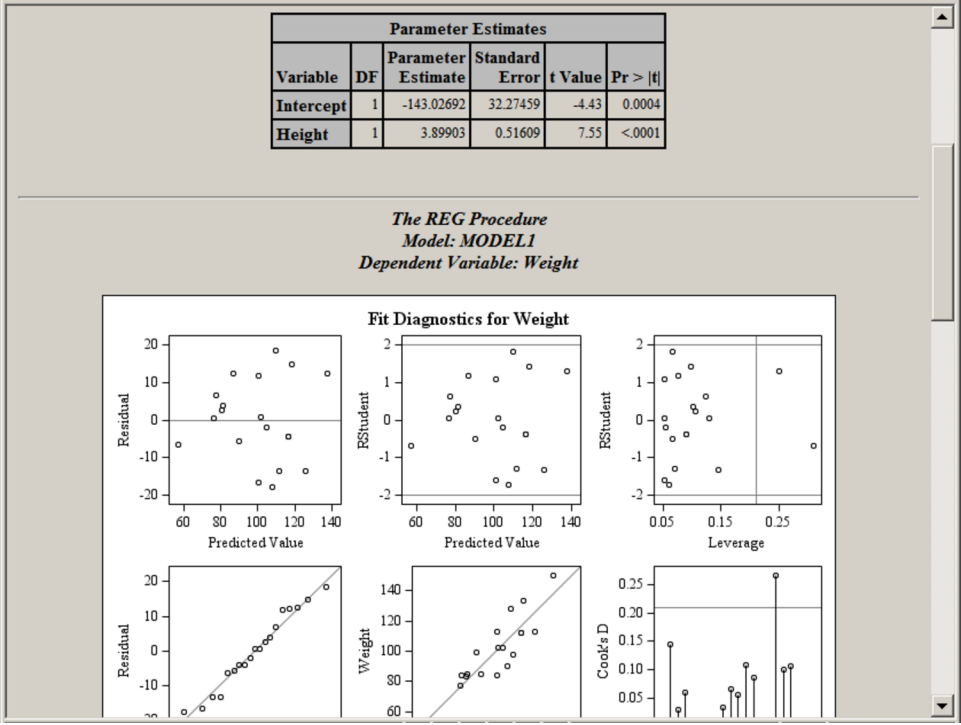 Parameter Estimates
Variable DF Parameter Estimate Standard Error t Value Pr > |t|
Intercept 1 -143.02692 32.27459 -4.43 0.0004
Height 1 3.89903 0.51609 7.55 <.0001
The REG Procedure
Model: MODEL1
Dependent Variable: Weight
Fit Diagnostics for Weight
Residual
20
10
0
-10
-20
60 80 100 120 140
Predicted Value
RStudent
2
1
0
-1
-2
60 80 100 120 140
Predicted Value
RStudent
2
1
0
-1
-2
0.05 0.15 0.25
Leverage
Residual
20
10
0
-10
-20
Weight
140
120
100
80
60
Cook's D
0.25
0.20
0.15
0.10
0.05